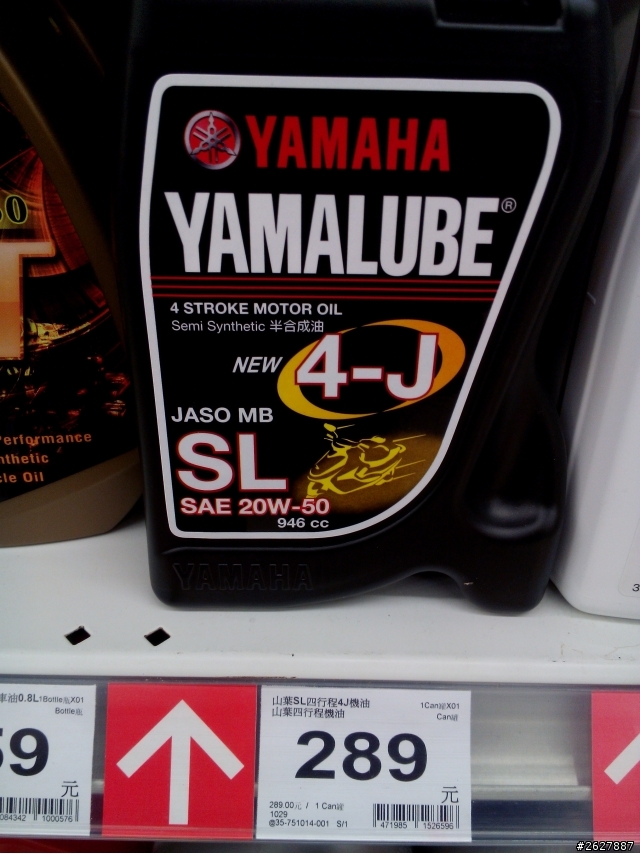 YAMAHA
YAMALUBE®
4 STROKE MOTOR OIL
Semi Synthetic 半合成油
NEW 4-J
JASO MB
SL
SAE 20W-50
946 cc
YAMAHA
Performance
nthetic
cle Oil
車油0.8L 1Bottle瓶X01
Bottle瓶
59
元
084342 1000576
山葉SL四行程4J機油
山葉四行程機油
1Can罐X01
Can罐
289
元
289.00元 / 1 Can罐
1029
@35-751014-001 S/1
471985 1526596
#2627887